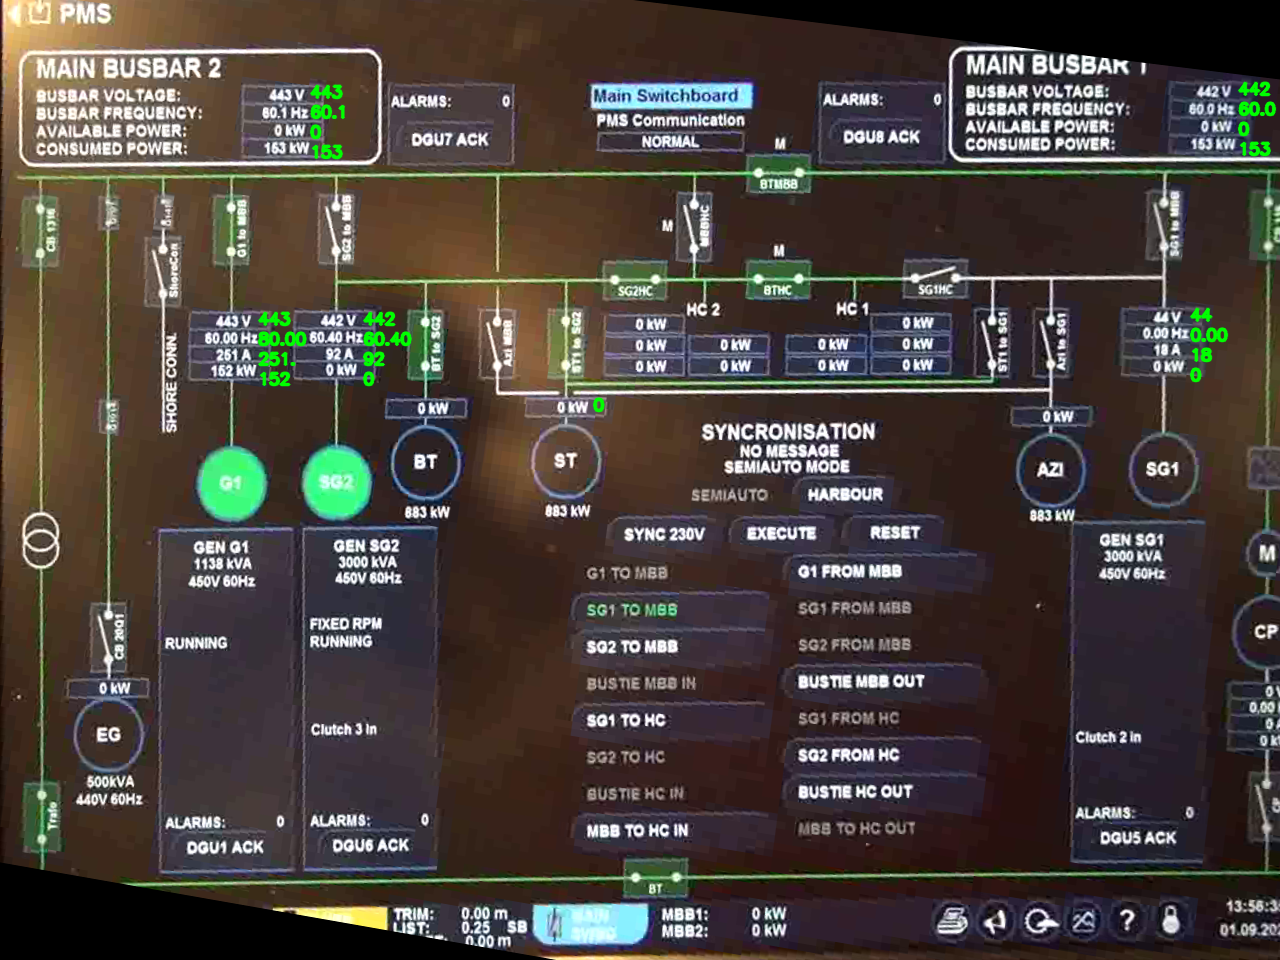 PMS
MAIN BUSBAR 2
BUSBAR VOLTAGE: 443 V 443
BUSBAR FREQUENCY: 60.1 Hz 60.1
AVAILABLE POWER: 0 kW 0
CONSUMED POWER: 153 kW 153
ALARMS: 0
DGU7 ACK
Main Switchboard
PMS Communication
NORMAL
ALARMS: 0
DGU8 ACK
MAIN BUSBAR 1
BUSBAR VOLTAGE: 442 V 442
BUSBAR FREQUENCY: 60.0 Hz 60.0
AVAILABLE POWER: 0 kW 0
CONSUMED POWER: 153 kW 153
M
BTMBB
CB 1316
G1 to MBB
SG2 to MBB
M
MBBHC
SG1 to MBB
ShoreCon
M
SG2HC
BTHC
SG1HC
HC 2
HC 1
443 V 443
60.00 Hz 60.00
251 A 251.
152 kW 152
442 V 442
60.40 Hz 60.40
92 A 92
0 kW 0
BT to SG2
Azi MBB
ST1 to SG2
0 kW 0 kW
0 kW 0 kW 0 kW 0 kW
0 kW 0 kW 0 kW 0 kW
ST1 to SG1
Azi to SG1
44 V 44
0.00 Hz 0.00
18 A 18
0 kW 0
SHORE CONN.
0 kW
0 kW 0
0 kW
G1
SG2
BT
883 kW
ST
883 kW
AZI
883 kW
SG1
SYNCRONISATION
NO MESSAGE
SEMIAUTO MODE
SEMIAUTO HARBOUR
SYNC 230V EXECUTE RESET
G1 TO MBB G1 FROM MBB
SG1 TO MBB SG1 FROM MBB
SG2 TO MBB SG2 FROM MBB
BUSTIE MBB IN BUSTIE MBB OUT
SG1 TO HC SG1 FROM HC
SG2 TO HC SG2 FROM HC
BUSTIE HC IN BUSTIE HC OUT
MBB TO HC IN MBB TO HC OUT
GEN G1
1138 kVA
450V 60Hz
RUNNING
ALARMS: 0
DGU1 ACK
GEN SG2
3000 kVA
450V 60Hz
FIXED RPM
RUNNING
Clutch 3 in
ALARMS: 0
DGU6 ACK
GEN SG1
3000 kVA
450V 60Hz
Clutch 2 in
ALARMS: 0
DGU5 ACK
M
CP
CB 20Q1
0 kW
EG
500kVA
440V 60Hz
Trafo
BT
TRIM: 0.00 m
LIST: 0.25 SB
0.00 m
MAIN
MBB1: 0 kW
MBB2: 0 kW
?
13:56:3
01.09.20